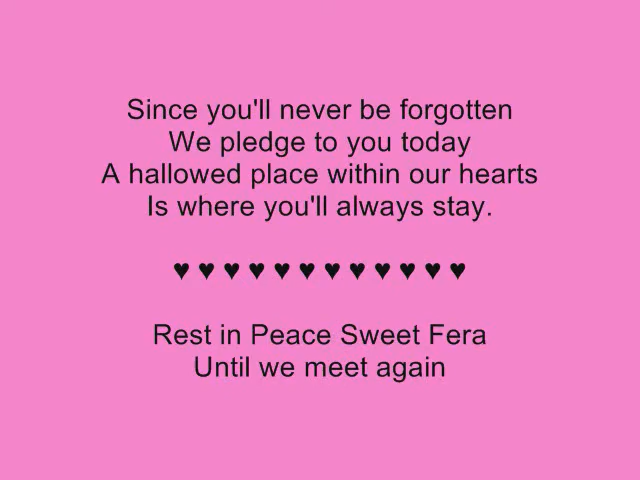 Since you'll never be forgotten
We pledge to you today
A hallowed place within our hearts
Is where you'll always stay.
♥ ♥ ♥ ♥ ♥ ♥ ♥ ♥ ♥ ♥ ♥ ♥
Rest in Peace Sweet Fera
Until we meet again